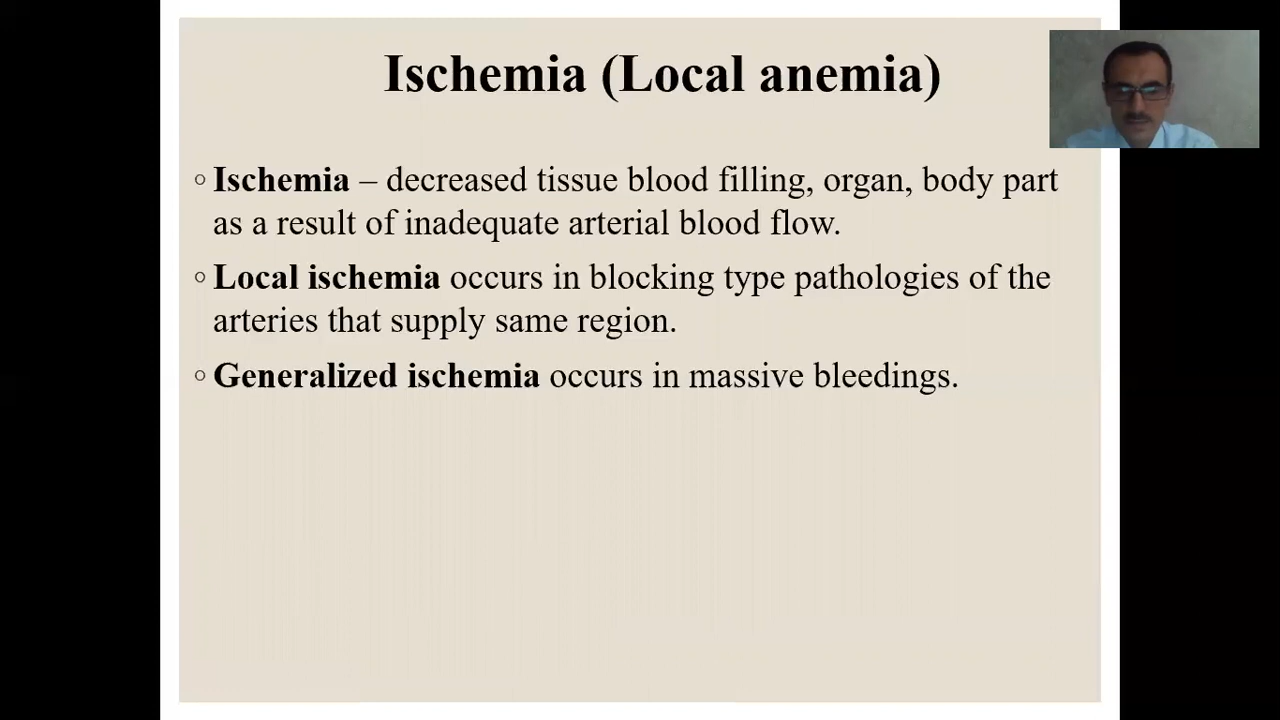 Ischemia (Local anemia)
◦ Ischemia – decreased tissue blood filling, organ, body part
as a result of inadequate arterial blood flow.
◦ Local ischemia occurs in blocking type pathologies of the
arteries that supply same region.
◦ Generalized ischemia occurs in massive bleedings.